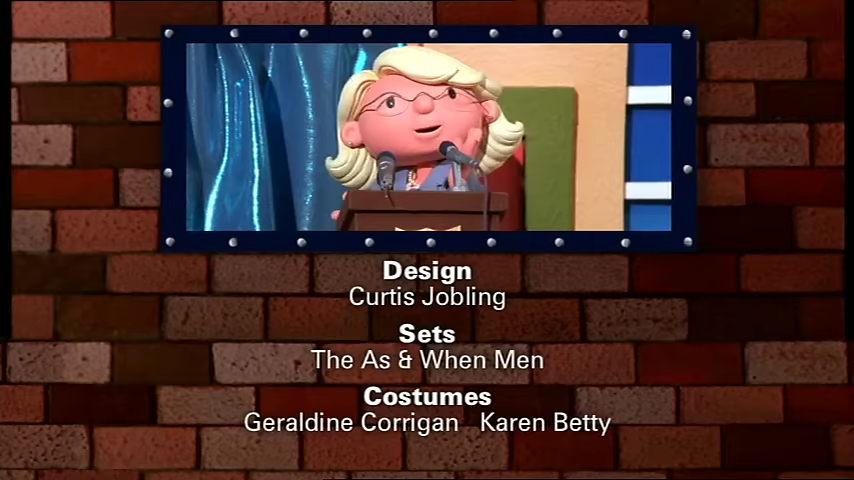 Design
Curtis Jobling
Sets
The As & When Men
Costumes
Geraldine Corrigan Karen Betty